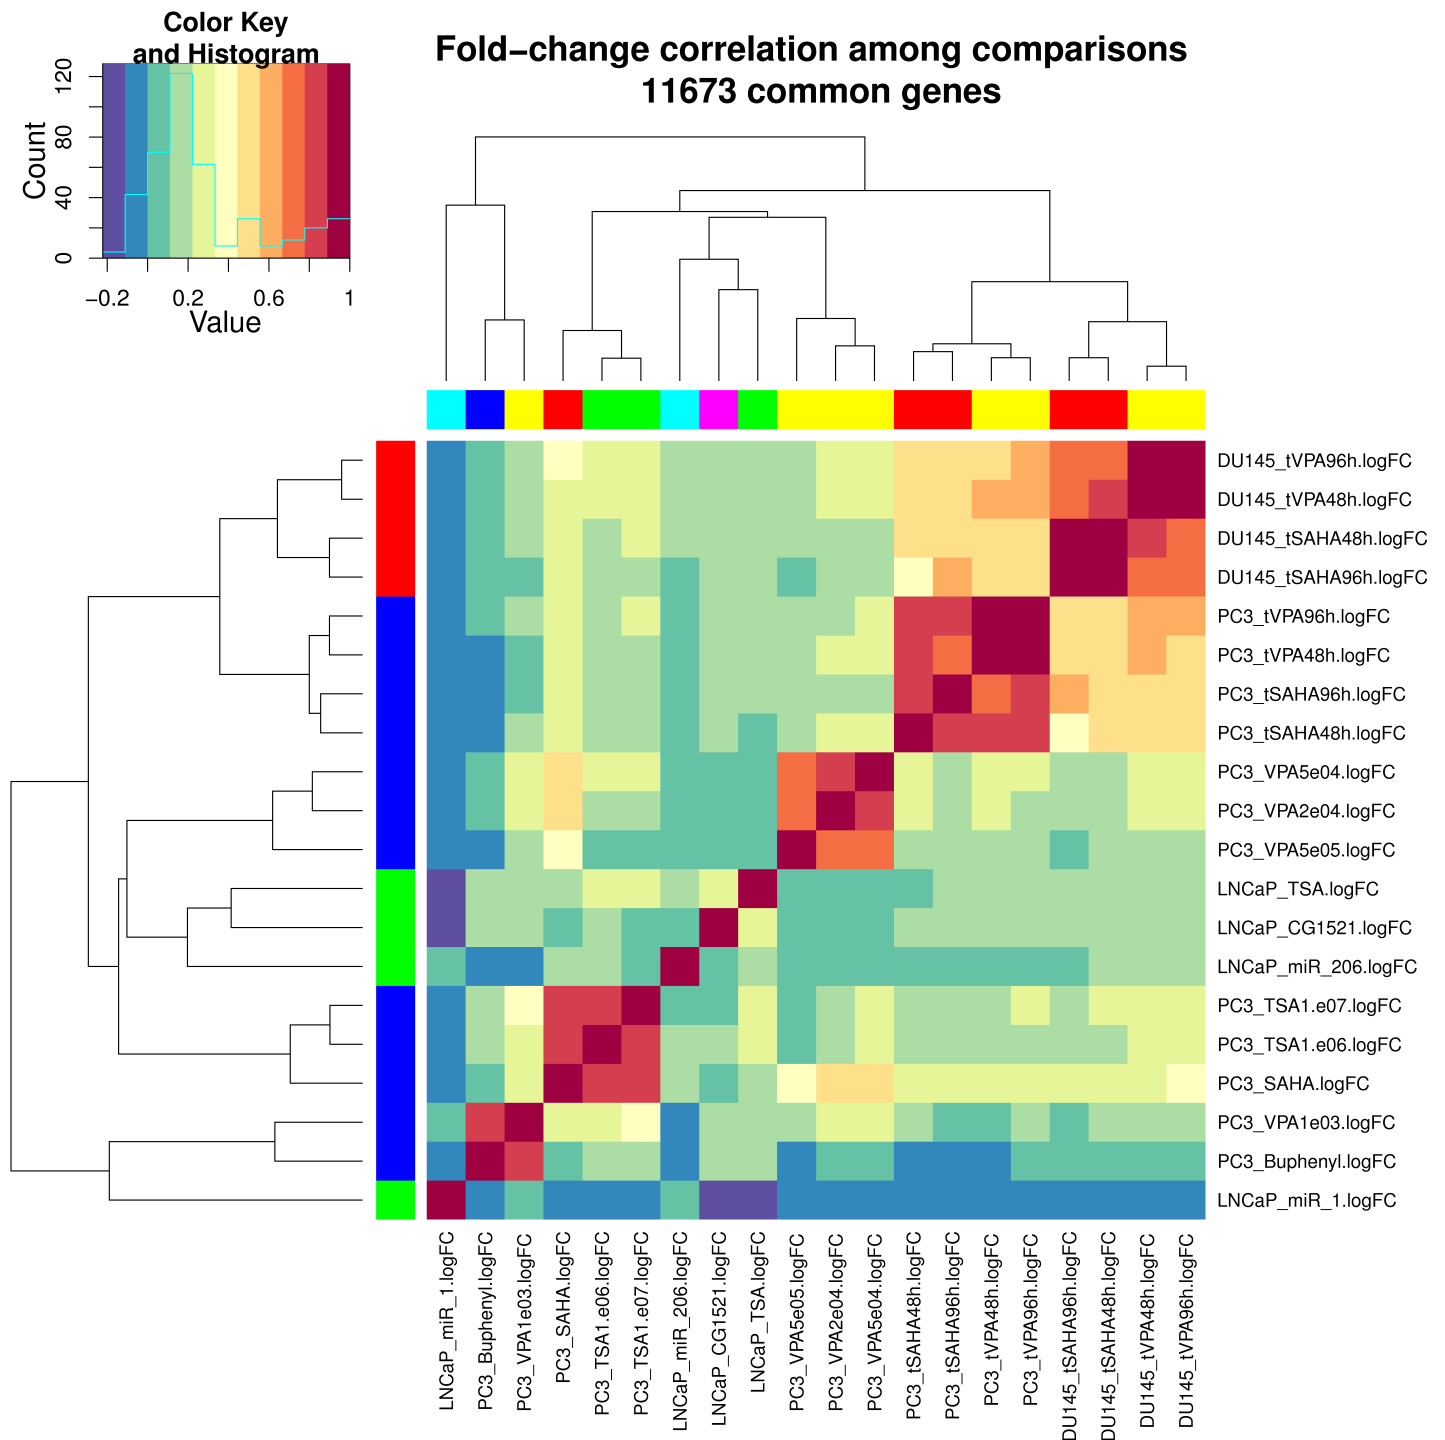 Color Key
and Histogram
Fold−change correlation among comparisons
11673 common genes
Count
0
40
80
120
−0.2
0.2
0.6
1
Value
DU145_tVPA96h.logFC
DU145_tVPA48h.logFC
DU145_tSAHA48h.logFC
DU145_tSAHA96h.logFC
PC3_tVPA96h.logFC
PC3_tVPA48h.logFC
PC3_tSAHA96h.logFC
PC3_tSAHA48h.logFC
PC3_VPA5e04.logFC
PC3_VPA2e04.logFC
PC3_VPA5e05.logFC
LNCaP_TSA.logFC
LNCaP_CG1521.logFC
LNCaP_miR_206.logFC
PC3_TSA1.e07.logFC
PC3_TSA1.e06.logFC
PC3_SAHA.logFC
PC3_VPA1e03.logFC
PC3_Buphenyl.logFC
LNCaP_miR_1.logFC
LNCaP_miR_1.logFC
PC3_Buphenyl.logFC
PC3_VPA1e03.logFC
PC3_SAHA.logFC
PC3_TSA1.e06.logFC
PC3_TSA1.e07.logFC
LNCaP_miR_206.logFC
LNCaP_CG1521.logFC
LNCaP_TSA.logFC
PC3_VPA5e05.logFC
PC3_VPA2e04.logFC
PC3_VPA5e04.logFC
PC3_tSAHA48h.logFC
PC3_tSAHA96h.logFC
PC3_tVPA48h.logFC
PC3_tVPA96h.logFC
DU145_tSAHA96h.logFC
DU145_tSAHA48h.logFC
DU145_tVPA48h.logFC
DU145_tVPA96h.logFC